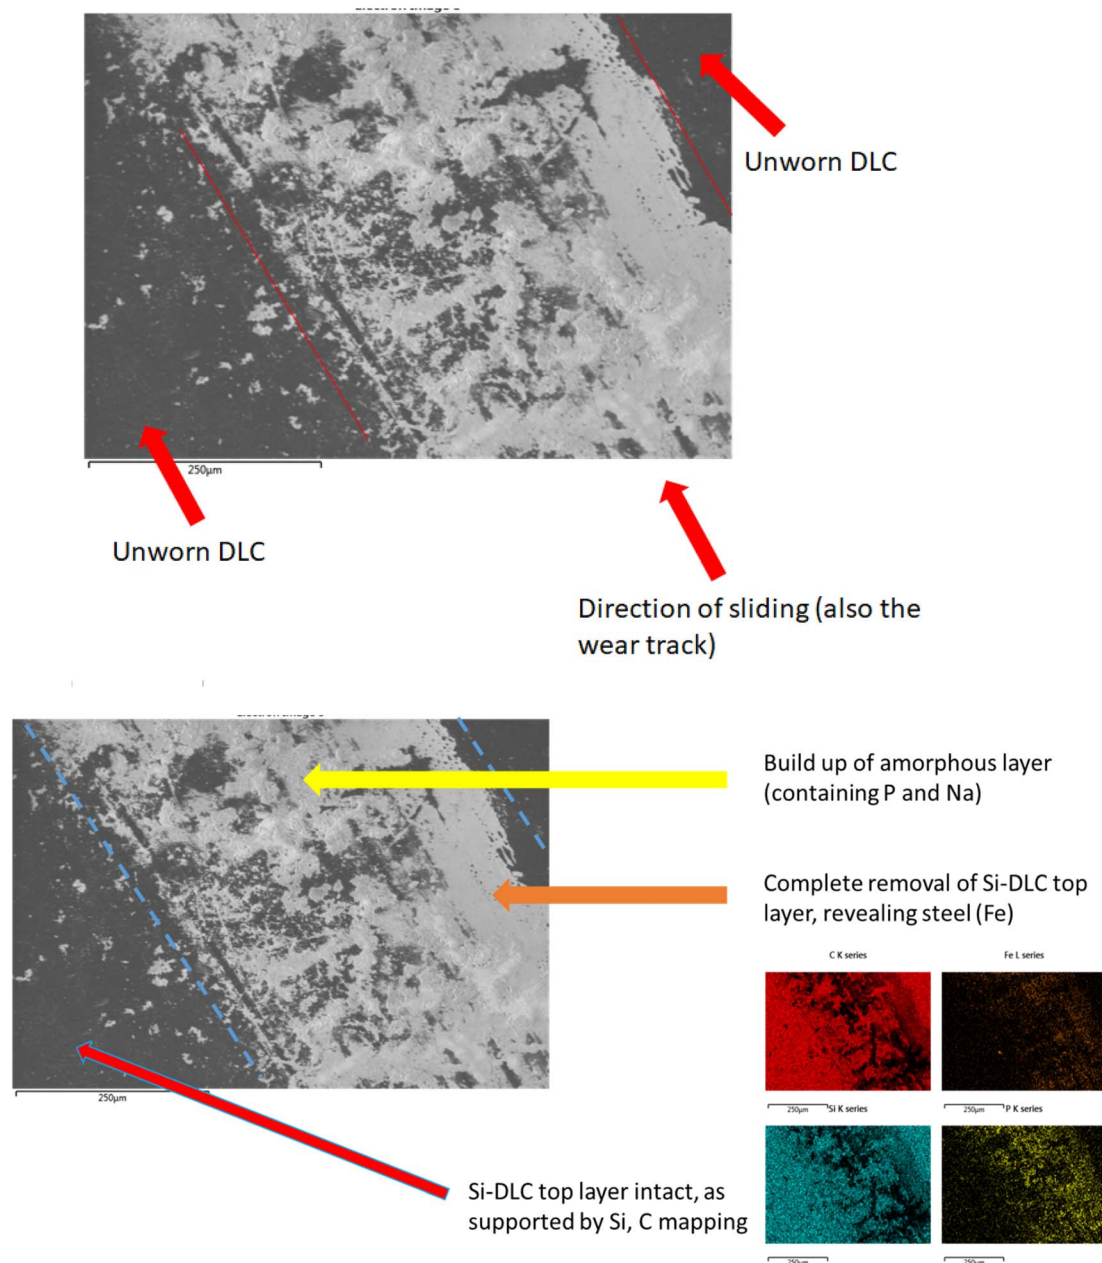 Unworn DLC
250µm
Unworn DLC
Direction of sliding (also the
wear track)
Build up of amorphous layer
(containing P and Na)
Complete removal of Si-DLC top
layer, revealing steel (Fe)
C K series
Fe L series
250µm
250µm
250µm
Si K series
P K series
Si-DLC top layer intact, as
supported by Si, C mapping
250µm
250µm